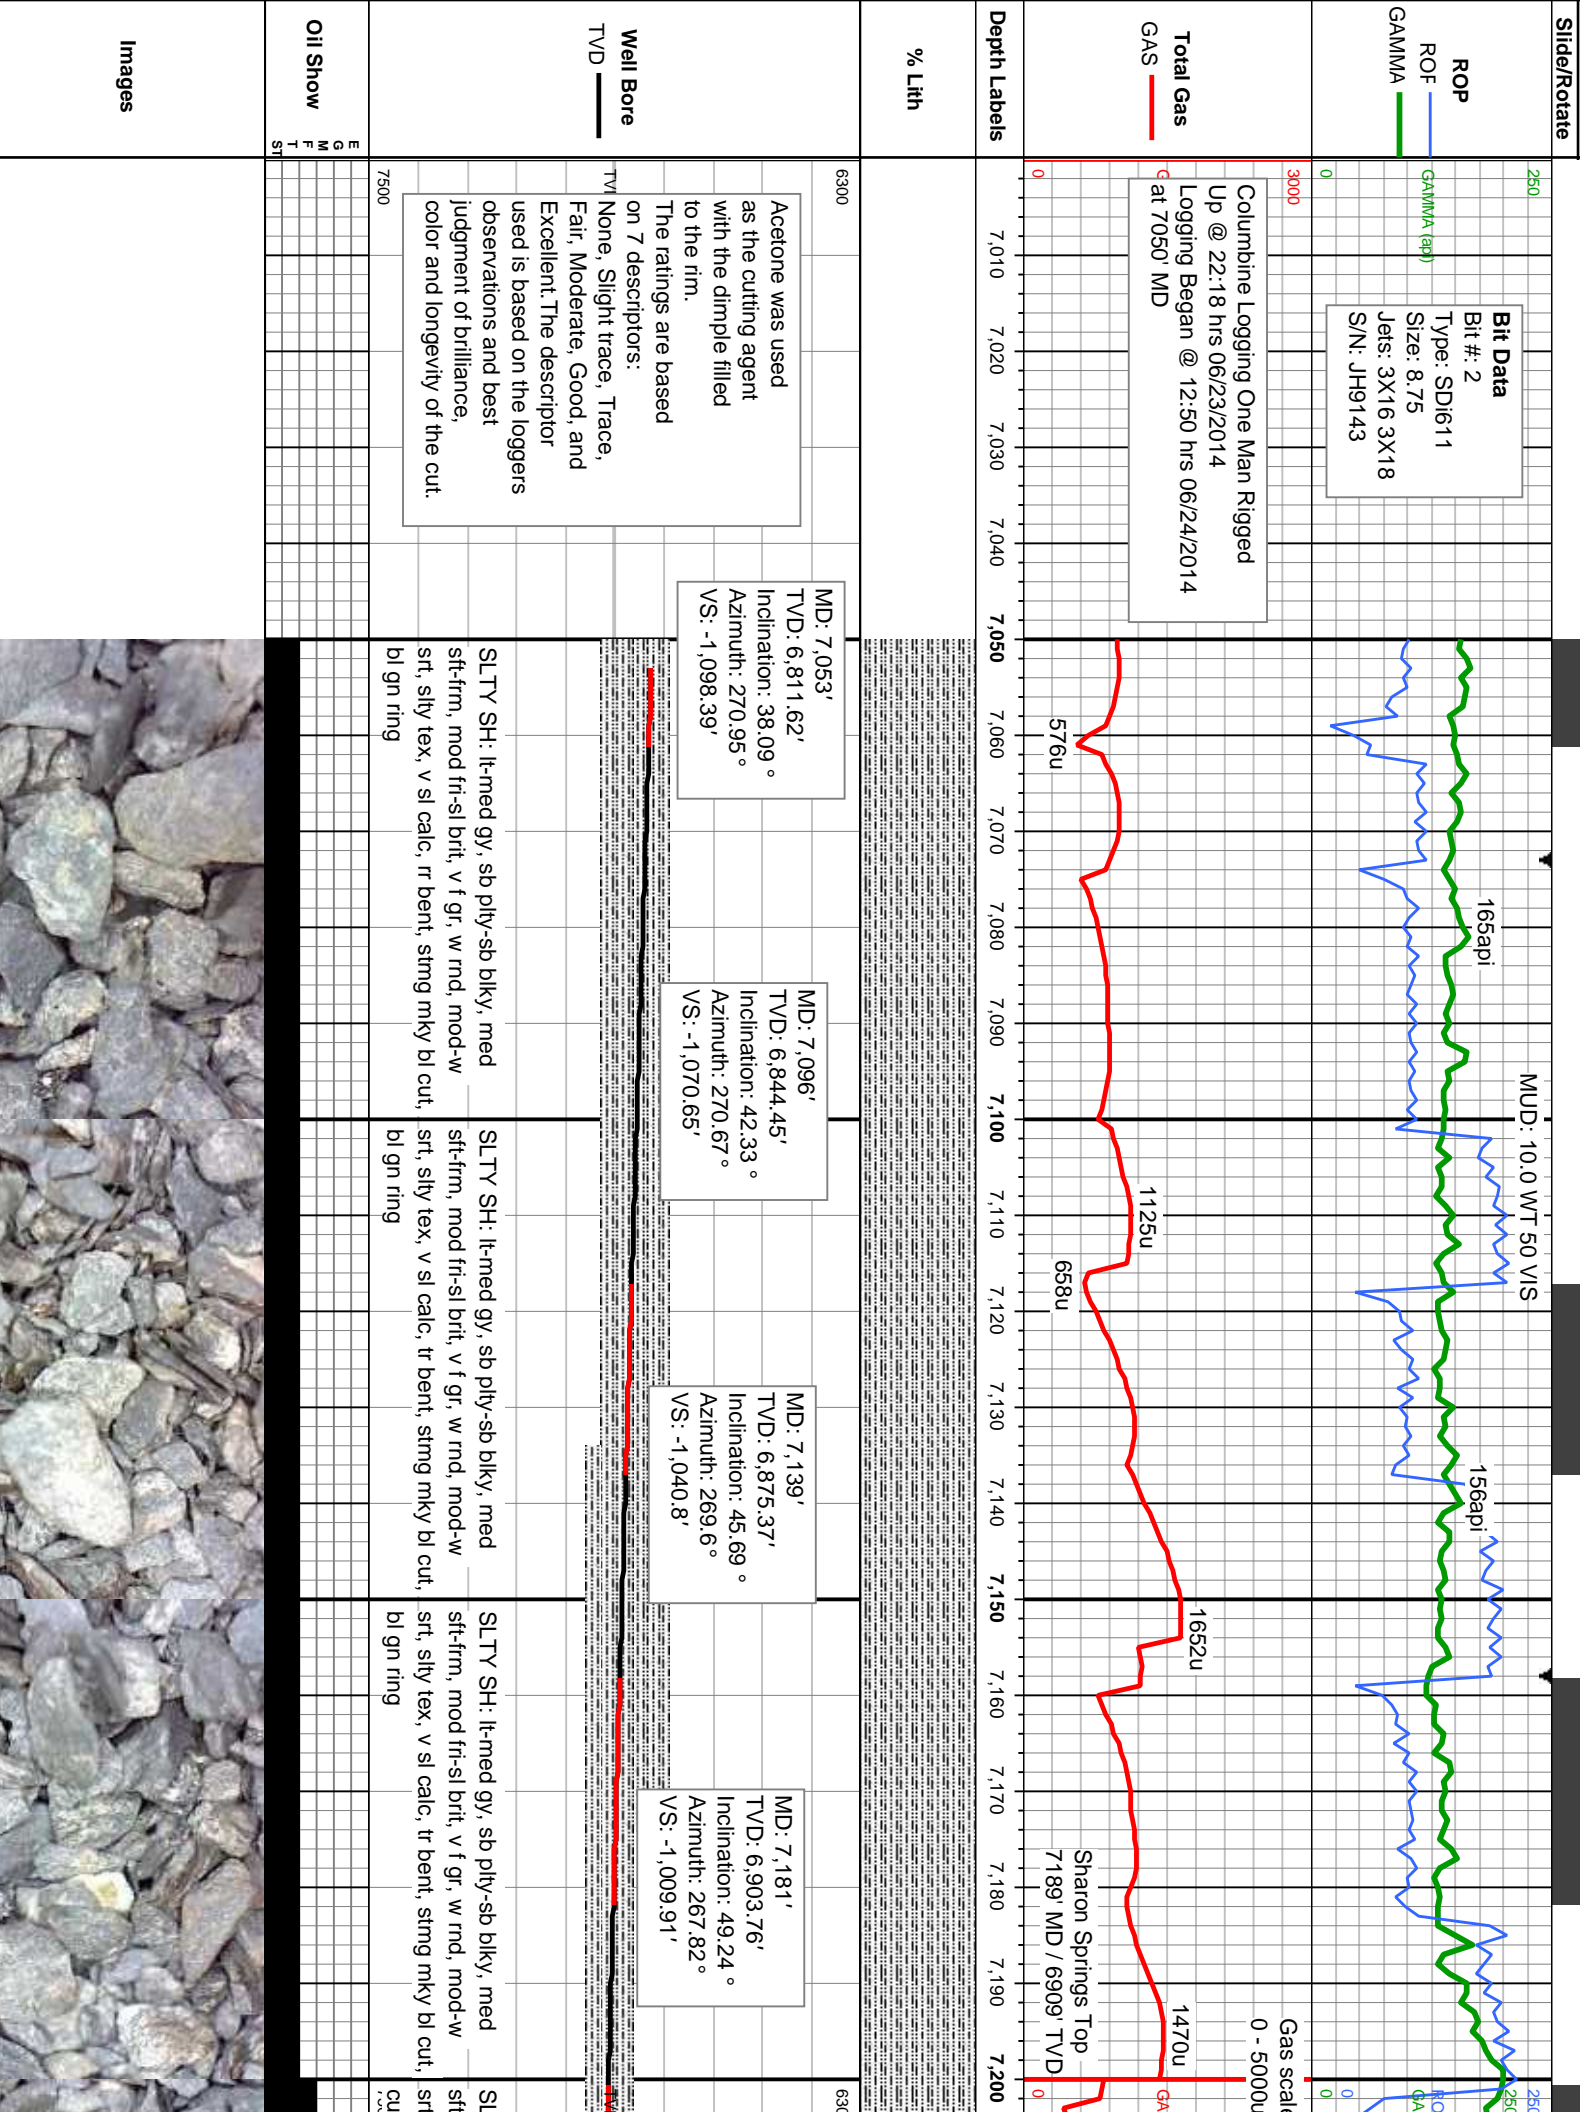 Slide/Rotate
ROP
ROP
GAMMA
Total Gas
GAS
Depth Labels
% Lith
Well Bore
TVD
Oil Show
E
G
M
F
T
ST
Images
250
GAMMA (api)
0
Bit Data
Bit #: 2
Type: SDi611
Size: 8.75
Jets: 3X16 3X18
S/N: JH9143
165api
MUD: 10.0 WT 50 VIS
156api
250
250
0
0
3000
0
Columbine Logging One Man Rigged
Up @ 22:18 hrs 06/23/2014
Logging Began @ 12:50 hrs 06/24/2014
at 7050' MD
576u
1125u
658u
1652u
1470u
Sharon Springs Top
7189' MD / 6909' TVD
Gas scale
0 - 5000u
0
7,010
7,020
7,030
7,040
7,050
7,060
7,070
7,080
7,090
7,100
7,110
7,120
7,130
7,140
7,150
7,160
7,170
7,180
7,190
7,200
6300
7500
Acetone was used
as the cutting agent
with the dimple filled
to the rim.
The ratings are based
on 7 descriptors:
None, Slight trace, Trace,
Fair, Moderate, Good, and
Excellent.The descriptor
used is based on the loggers
observations and best
judgment of brilliance,
color and longevity of the cut.
MD: 7,053'
TVD: 6,811.62'
Inclination: 38.09 °
Azimuth: 270.95 °
VS: -1,098.39'
MD: 7,096'
TVD: 6,844.45'
Inclination: 42.33 °
Azimuth: 270.67 °
VS: -1,070.65'
MD: 7,139'
TVD: 6,875.37'
Inclination: 45.69 °
Azimuth: 269.6 °
VS: -1,040.8'
MD: 7,181'
TVD: 6,903.76'
Inclination: 49.24 °
Azimuth: 267.82 °
VS: -1,009.91'
SLTY SH: lt-med gy, sb plty-sb blky, med
sft-frm, mod fri-sl brit, v f gr, w rnd, mod-w
srt, slty tex, v sl calc, rr bent, stmg mky bl cut,
bl gn ring
SLTY SH: lt-med gy, sb plty-sb blky, med
sft-frm, mod fri-sl brit, v f gr, w rnd, mod-w
srt, slty tex, v sl calc, tr bent, stmg mky bl cut,
bl gn ring
SLTY SH: lt-med gy, sb plty-sb blky, med
sft-frm, mod fri-sl brit, v f gr, w rnd, mod-w
srt, slty tex, v sl calc, tr bent, stmg mky bl cut,
bl gn ring